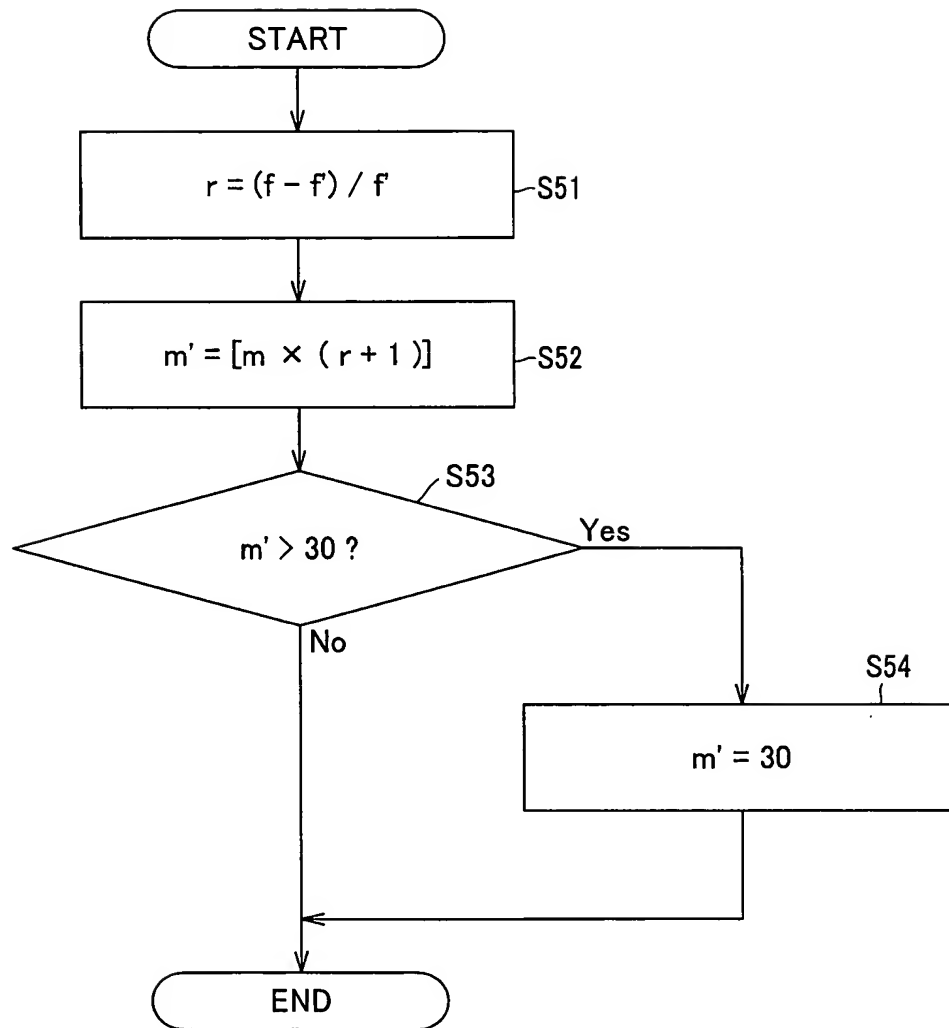 START
r = (f - f') / f'
S51
m' = [m × ( r + 1 )]
S52
S53
m' > 30 ?
Yes
No
S54
m' = 30
END